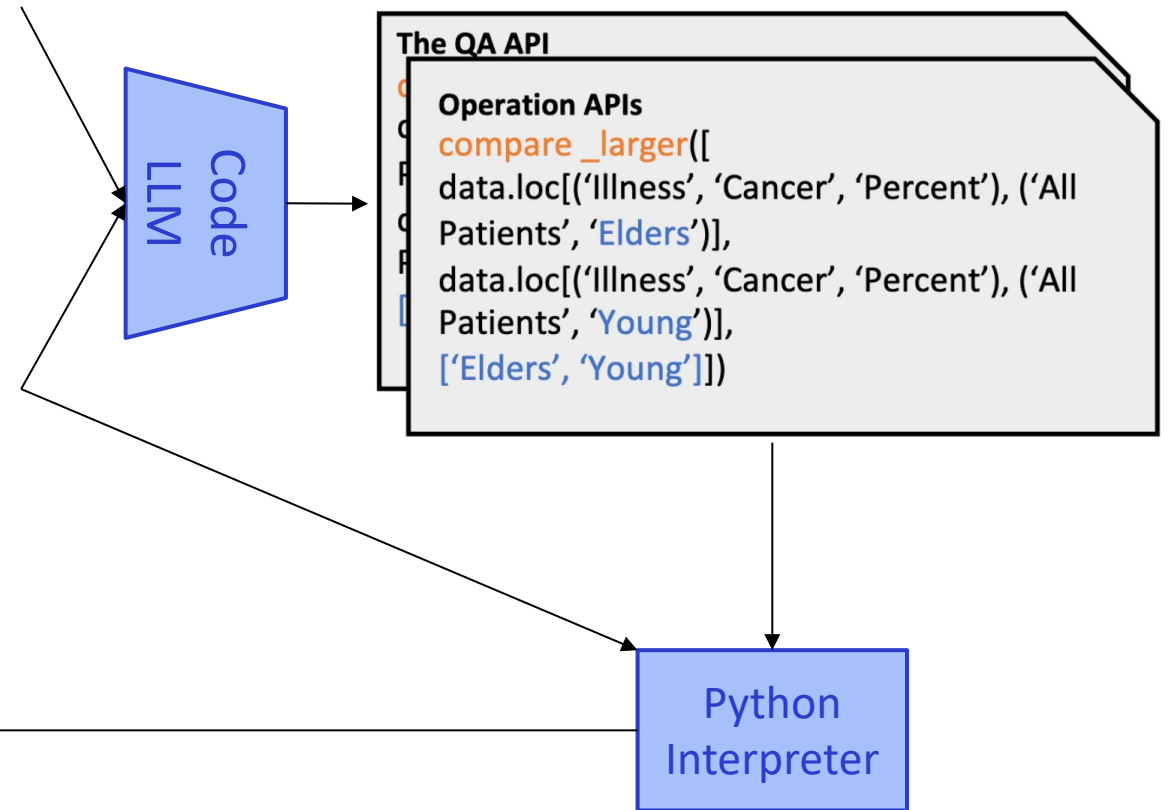 The QA API
Operation APIs
compare _larger([
data.loc[(‘Illness’, ‘Cancer’, ‘Percent’), (‘All
Patients’, ‘Elders’)],
data.loc[(‘Illness’, ‘Cancer’, ‘Percent’), (‘All
Patients’, ‘Young’)],
[‘Elders’, ‘Young’]])
Code
LLM
Python
Interpreter